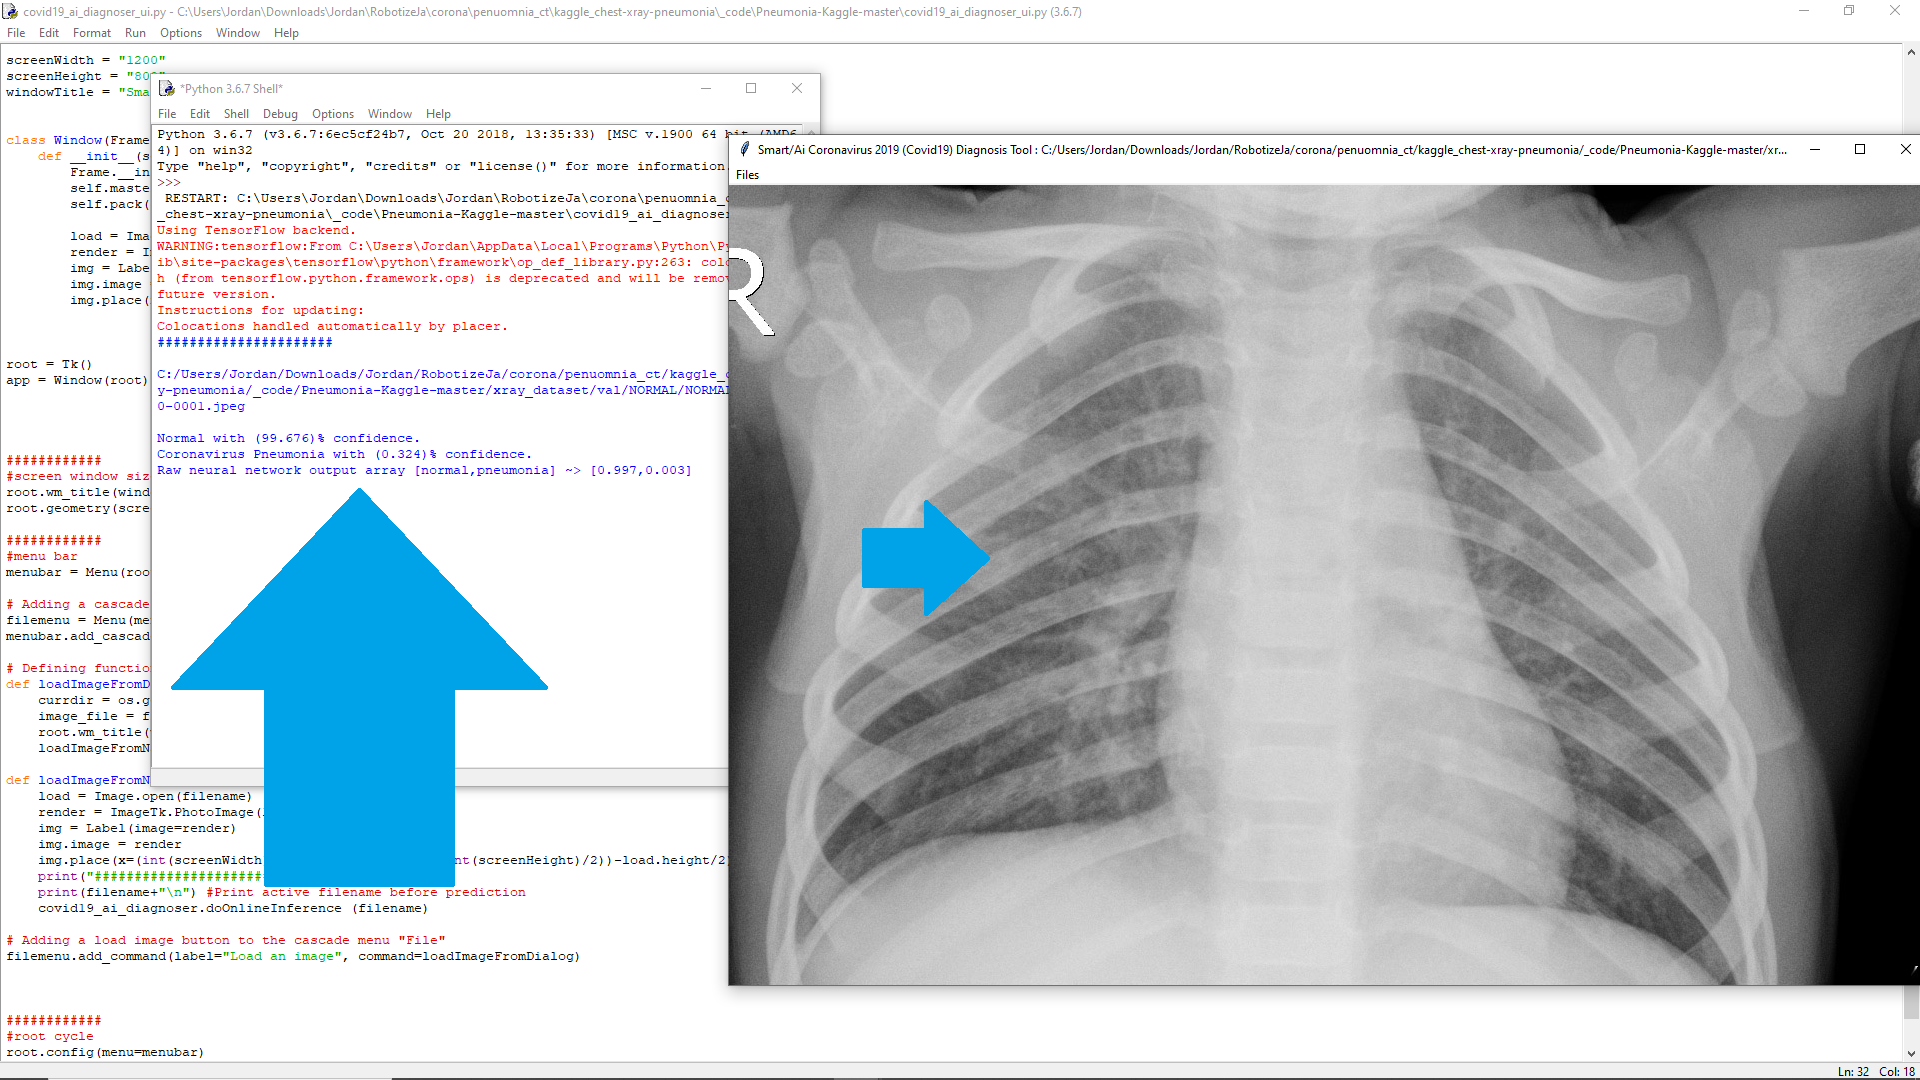 covid19_ai_diagnoser_ui.py - C:\Users\Jordan\Downloads\Jordan\RobotizeJa\corona\penuomnia_ct\kaggle_chest-xray-pneumonia\_code\Pneumonia-Kaggle-master\covid19_ai_diagnoser_ui.py (3.6.7)
File Edit Format Run Options Window Help
screenWidth = "1200"
screenHeight = "800"
windowTitle = "Sma
class Window(Frame
def __init__(s
Frame.__in
self.maste
self.pack(
load = Ima
render = I
img = Labe
img.image
img.place(
root = Tk()
app = Window(root)
############
#screen window siz
root.wm_title(wind
root.geometry(scre
############
#menu bar
menubar = Menu(roo
# Adding a cascade
filemenu = Menu(me
menubar.add_cascad
# Defining functio
def loadImageFromD
currdir = os.g
image_file = f
root.wm_title(
loadImageFromN
def loadImageFromN
load = Image.open(filename)
render = ImageTk.PhotoImage(
img = Label(image=render)
img.image = render
img.place(x=(int(screenWidth nt(screenHeight)/2))-load.height/2
print("######################
print(filename+"\n") #Print active filename before prediction
covid19_ai_diagnoser.doOnlineInference (filename)
# Adding a load image button to the cascade menu "File"
filemenu.add_command(label="Load an image", command=loadImageFromDialog)
############
#root cycle
root.config(menu=menubar)
Ln: 32 Col: 18
*Python 3.6.7 Shell*
File Edit Shell Debug Options Window Help
Python 3.6.7 (v3.6.7:6ec5cf24b7, Oct 20 2018, 13:35:33) [MSC v.1900 64 bit (AMD6
4)] on win32
Type "help", "copyright", "credits" or "license()" for more information
>>>
RESTART: C:\Users\Jordan\Downloads\Jordan\RobotizeJa\corona\penuomnia_c
_chest-xray-pneumonia\_code\Pneumonia-Kaggle-master\covid19_ai_diagnoser
Using TensorFlow backend.
WARNING:tensorflow:From C:\Users\Jordan\AppData\Local\Programs\Python\Py
ib\site-packages\tensorflow\python\framework\op_def_library.py:263: colo
h (from tensorflow.python.framework.ops) is deprecated and will be remov
future version.
Instructions for updating:
Colocations handled automatically by placer.
######################
C:/Users/Jordan/Downloads/Jordan/RobotizeJa/corona/penuomnia_ct/kaggle_c
y-pneumonia/_code/Pneumonia-Kaggle-master/xray_dataset/val/NORMAL/NORMAL
0-0001.jpeg
Normal with (99.676)% confidence.
Coronavirus Pneumonia with (0.324)% confidence.
Raw neural network output array [normal,pneumonia] ~> [0.997,0.003]
Smart/Ai Coronavirus 2019 (Covid19) Diagnosis Tool : C:/Users/Jordan/Downloads/Jordan/RobotizeJa/corona/penuomnia_ct/kaggle_chest-xray-pneumonia/_code/Pneumonia-Kaggle-master/xr...
Files
R